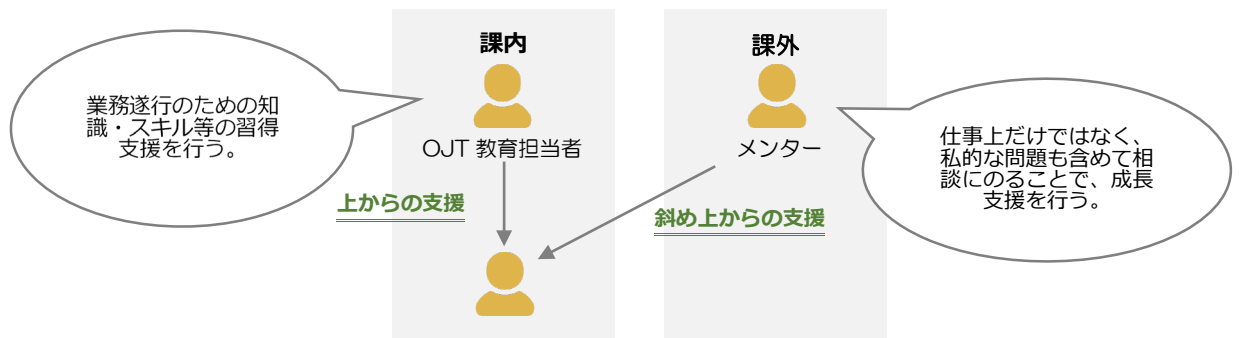 課内
課外
業務遂行のための知
識・スキル等の習得
支援を行う。
OJT 教育担当者
メンター
仕事上だけではなく、
私的な問題も含めて相
談にのることで、成長
支援を行う。
上からの支援
斜め上からの支援